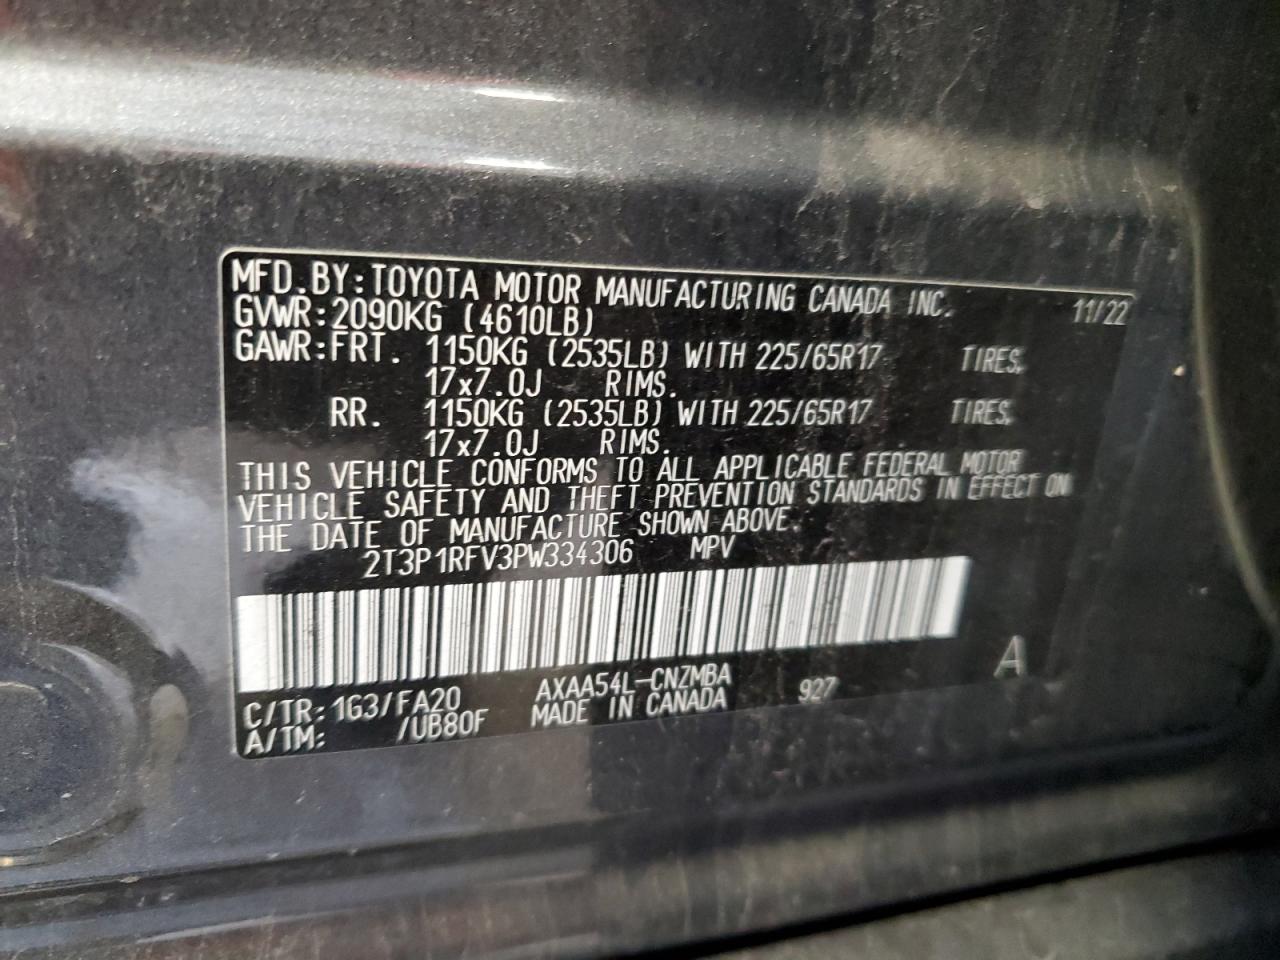 MFD.BY:TOYOTA MOTOR MANUFACTURING CANADA INC. 11/22
GVWR:2090KG (4610LB)
GAWR:FRT. 1150KG (2535LB) WITH 225/65R17 TIRES.
17x7.0J RIMS.
RR. 1150KG (2535LB) WITH 225/65R17 TIRES.
17x7.0J RIMS.
THIS VEHICLE CONFORMS TO ALL APPLICABLE FEDERAL MOTOR
VEHICLE SAFETY AND THEFT PREVENTION STANDARDS IN EFFECT ON
THE DATE OF MANUFACTURE SHOWN ABOVE.
2T3P1RFV3PW334306 MPV
A
C/TR:1G3/FA20 AXAA54L-CNZMBA 927
A/TM: /UB80F MADE IN CANADA